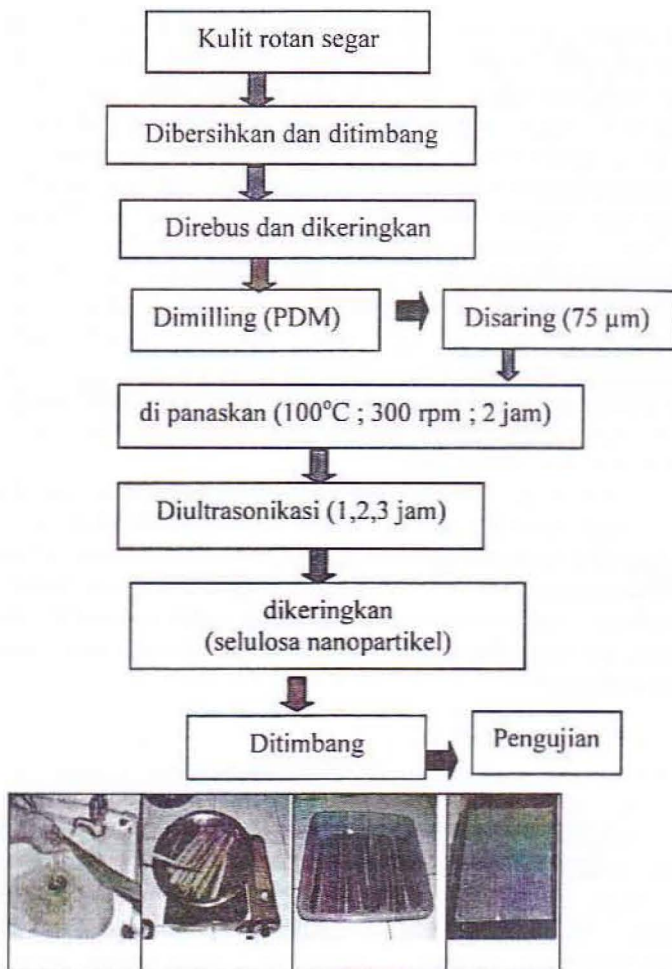 Kulit rotan segar
Dibersihkan dan ditimbang
Direbus dan dikeringkan
Dimilling (PDM)
Disaring (75 µm)
di panaskan (100°C ; 300 rpm ; 2 jam)
Diultrasonikasi (1,2,3 jam)
dikeringkan
(selulosa nanopartikel)
Ditimbang
Pengujian